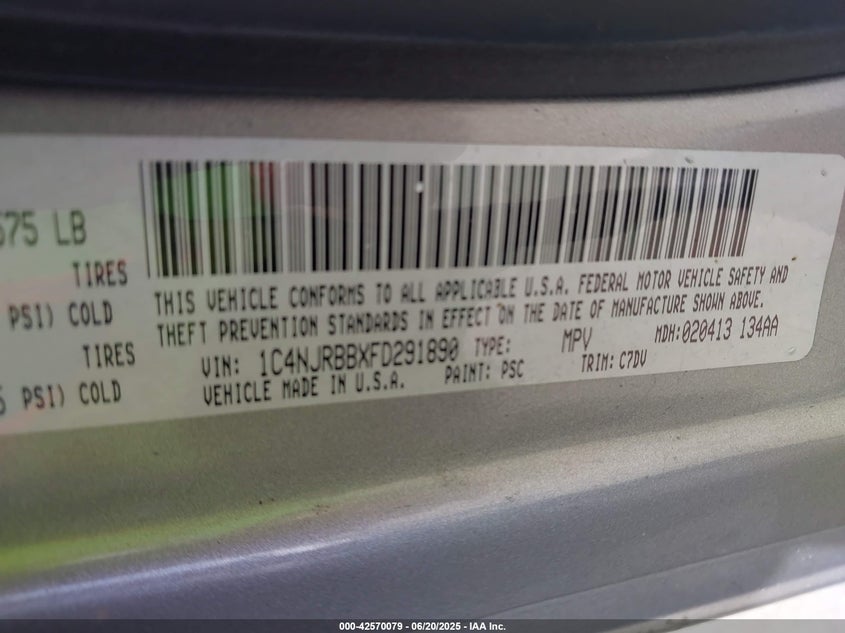 575 LB
TIRES
PSI) COLD
TIRES
PSI) COLD
THIS VEHICLE CONFORMS TO ALL APPLICABLE U.S.A. FEDERAL MOTOR VEHICLE SAFETY AND
THEFT PREVENTION STANDARDS IN EFFECT ON THE DATE OF MANUFACTURE SHOWN ABOVE.
VIN: 1C4NJRBBXFD291890 TYPE: MPV MDH:020413 134AA
VEHICLE MADE IN U.S.A. PAINT: PSC TRIM: C7DV
000-42570079 - 06/20/2025 - IAA Inc.